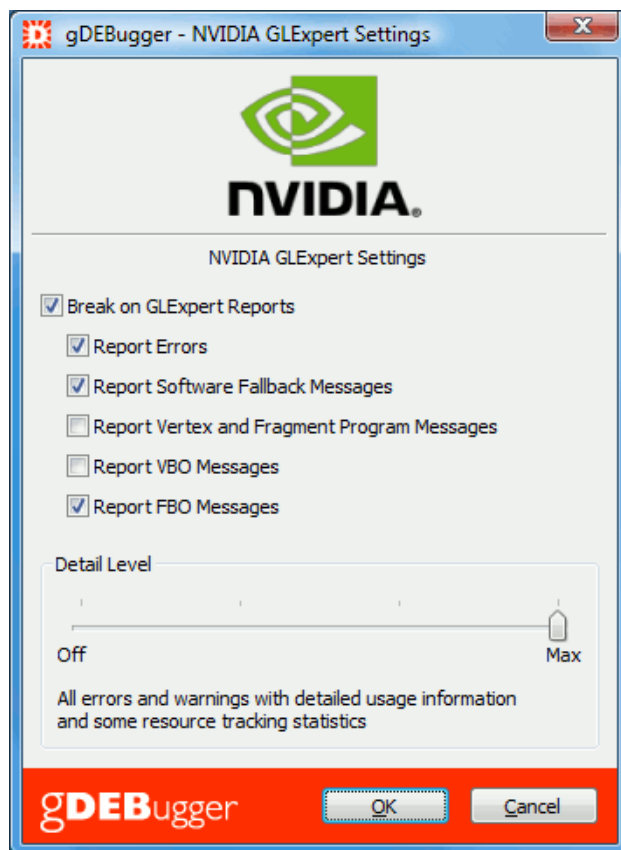 gDEBugger - NVIDIA GLExpert Settings
NVIDIA®
NVIDIA GLExpert Settings
Break on GLExpert Reports
Report Errors
Report Software Fallback Messages
Report Vertex and Fragment Program Messages
Report VBO Messages
Report FBO Messages
Detail Level
Off Max
All errors and warnings with detailed usage information
and some resource tracking statistics
gDEBugger OK Cancel